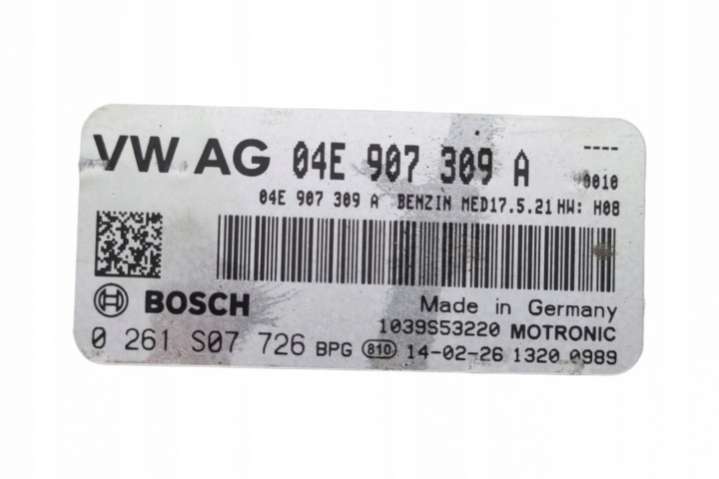 VW AG 04E 907 309 A ----
0010
04E 907 309 A BENZIN MED17.5.21 HW: H08
BOSCH
Made in Germany
1039S53220 MOTRONIC
0 261 S07 726 BPG 810 14-02-26 1320 0989